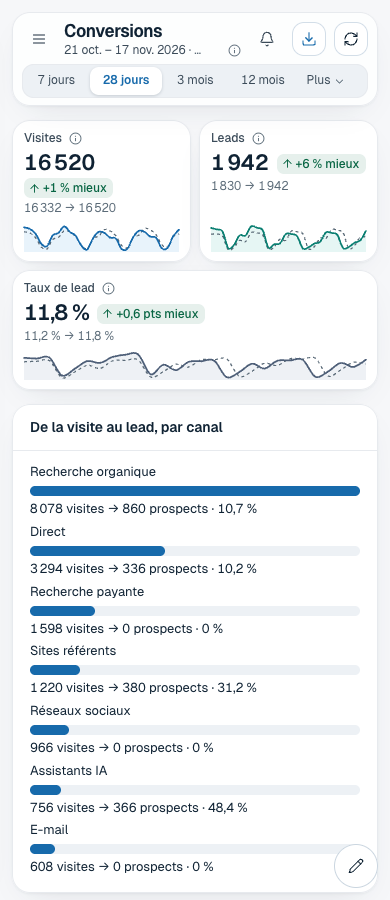 Conversions
21 oct. – 17 nov. 2026 · …
7 jours 28 jours 3 mois 12 mois Plus
Visites
16 520
+1 % mieux
16 332 → 16 520
Leads
1 942 +6 % mieux
1 830 → 1 942
Taux de lead
11,8 % +0,6 pts mieux
11,2 % → 11,8 %
De la visite au lead, par canal
Recherche organique
8 078 visites → 860 prospects · 10,7 %
Direct
3 294 visites → 336 prospects · 10,2 %
Recherche payante
1 598 visites → 0 prospects · 0 %
Sites référents
1 220 visites → 380 prospects · 31,2 %
Réseaux sociaux
966 visites → 0 prospects · 0 %
Assistants IA
756 visites → 366 prospects · 48,4 %
E-mail
608 visites → 0 prospects · 0 %